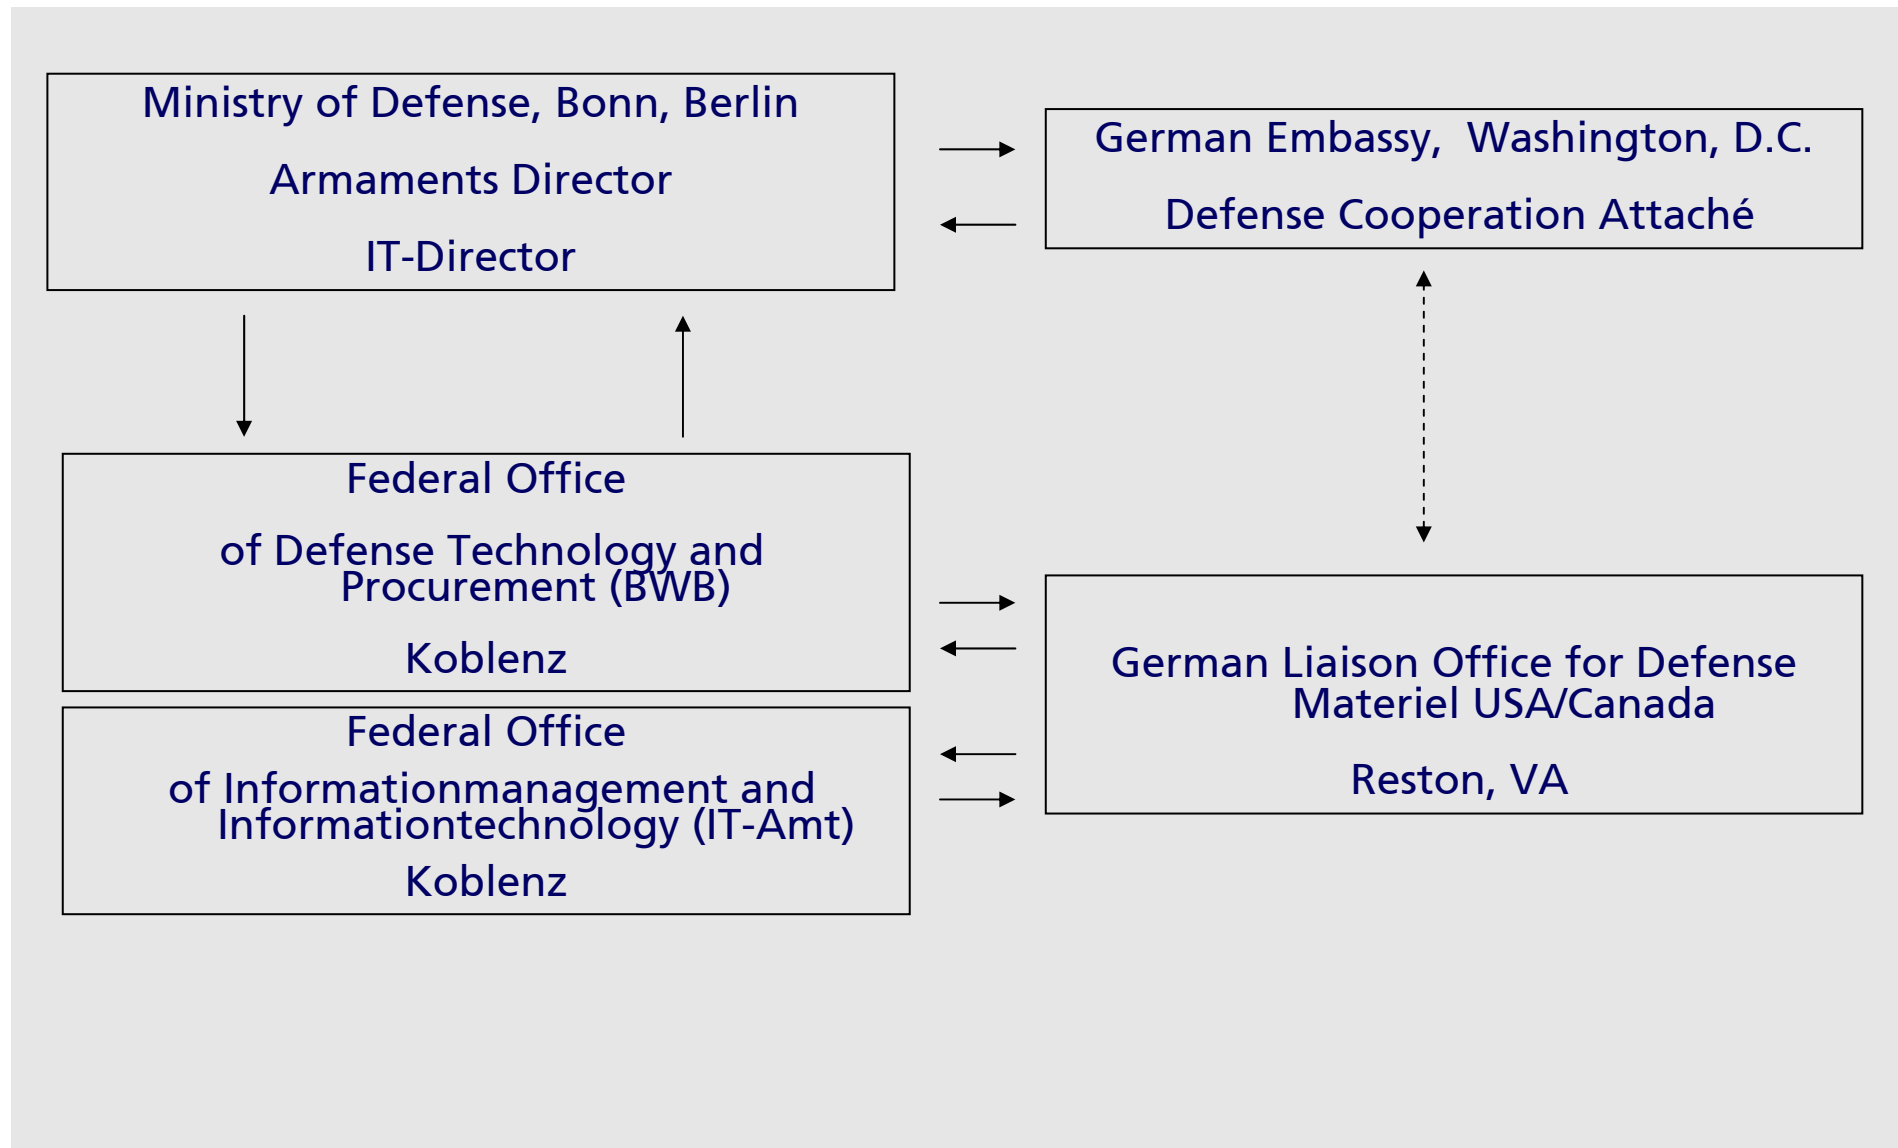 Ministry of Defense, Bonn, Berlin
Armaments Director
IT-Director
German Embassy, Washington, D.C.
Defense Cooperation Attaché
Federal Office
of Defense Technology and
Procurement (BWB)
Koblenz
Federal Office
of Informationmanagement and
Informationtechnology (IT-Amt)
Koblenz
German Liaison Office for Defense
Materiel USA/Canada
Reston, VA